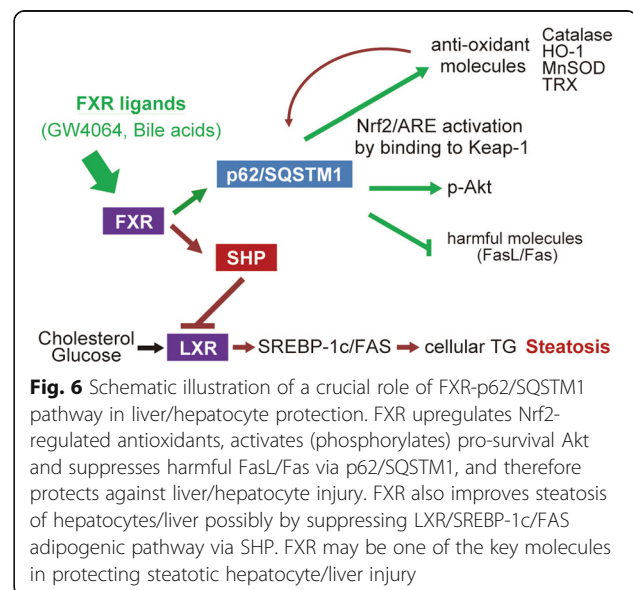 anti-oxidant
molecules
Catalase
HO-1
MnSOD
TRX
FXR ligands
(GW4064, Bile acids)
Nrf2/ARE activation
by binding to Keap-1
p62/SQSTM1
p-Akt
FXR
harmful molecules
(FasL/Fas)
SHP
Cholesterol
Glucose
LXR
SREBP-1c/FAS
cellular TG Steatosis
Fig. 6 Schematic illustration of a crucial role of FXR-p62/SQSTM1
pathway in liver/hepatocyte protection. FXR upregulates Nrf2-
regulated antioxidants, activates (phosphorylates) pro-survival Akt
and suppresses harmful FasL/Fas via p62/SQSTM1, and therefore
protects against liver/hepatocyte injury. FXR also improves steatosis
of hepatocytes/liver possibly by suppressing LXR/SREBP-1c/FAS
adipogenic pathway via SHP. FXR may be one of the key molecules
in protecting steatotic hepatocyte/liver injury